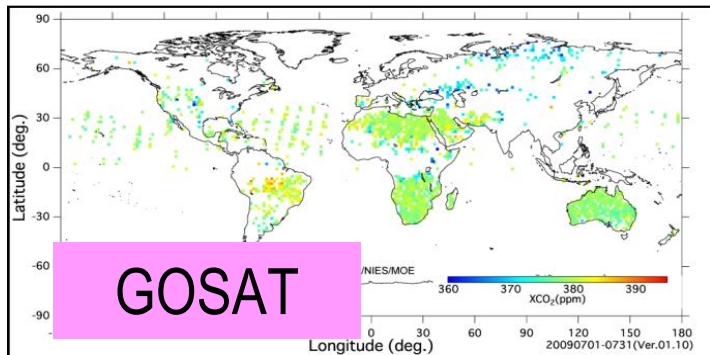 90
60
30
0
-30
-60
-90
Latitude (deg.)
GOSAT
/NIES/MOE
360 370 380 390
XCO₂(ppm)
0 30 60 90 120 150 180
Longitude (deg.)
20090701-0731(Ver.01.10)